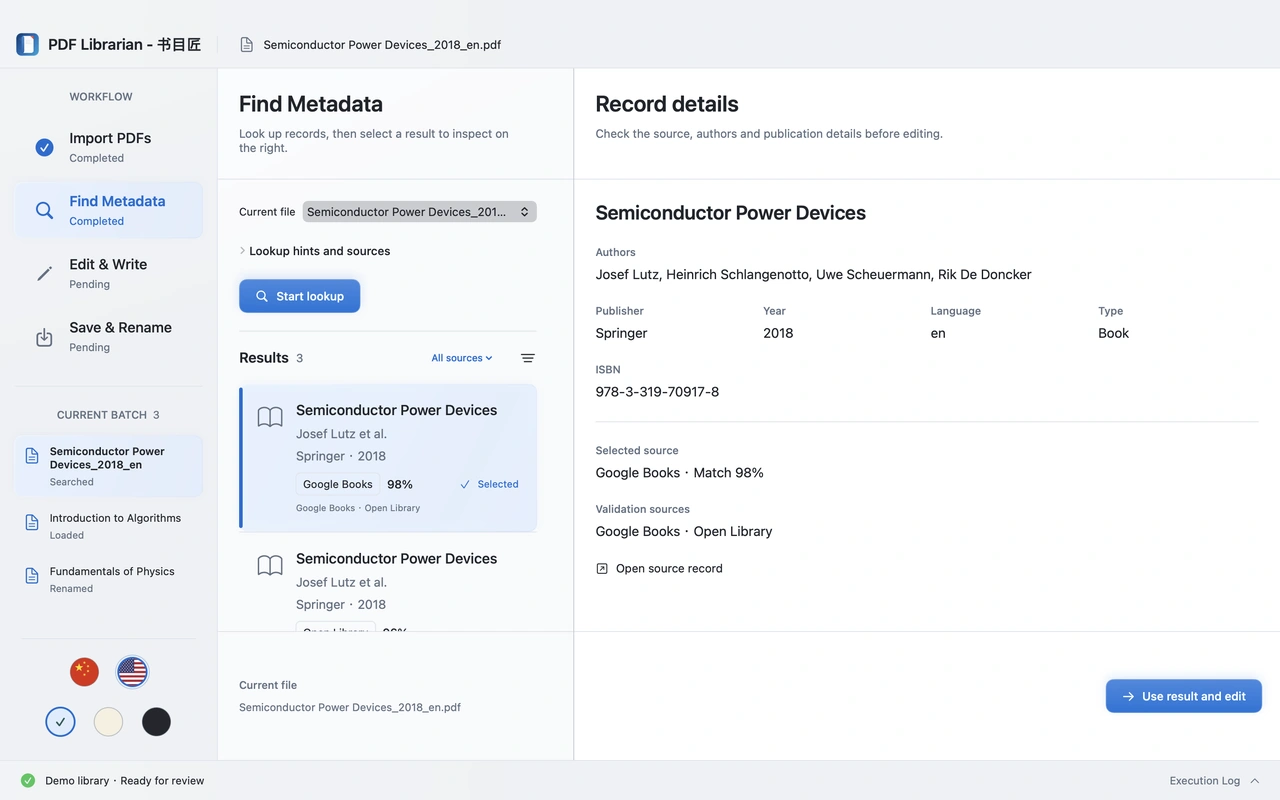 PDF Librarian - 书目匠
Semiconductor Power Devices_2018_en.pdf
WORKFLOW
Import PDFs
Completed
Find Metadata
Completed
Edit & Write
Pending
Save & Rename
Pending
CURRENT BATCH 3
Semiconductor Power
Devices_2018_en
Searched
Introduction to Algorithms
Loaded
Fundamentals of Physics
Renamed
Find Metadata
Look up records, then select a result to inspect on
the right.
Current file Semiconductor Power Devices_201...
Lookup hints and sources
Start lookup
Results 3 All sources
Semiconductor Power Devices
Josef Lutz et al.
Springer · 2018
Google Books 98% Selected
Google Books · Open Library
Semiconductor Power Devices
Josef Lutz et al.
Springer · 2018
Open Library 96%
Current file
Semiconductor Power Devices_2018_en.pdf
Record details
Check the source, authors and publication details before editing.
Semiconductor Power Devices
Authors
Josef Lutz, Heinrich Schlangenotto, Uwe Scheuermann, Rik De Doncker
Publisher Year Language Type
Springer 2018 en Book
ISBN
978-3-319-70917-8
Selected source
Google Books · Match 98%
Validation sources
Google Books · Open Library
Open source record
Use result and edit
Demo library · Ready for review
Execution Log